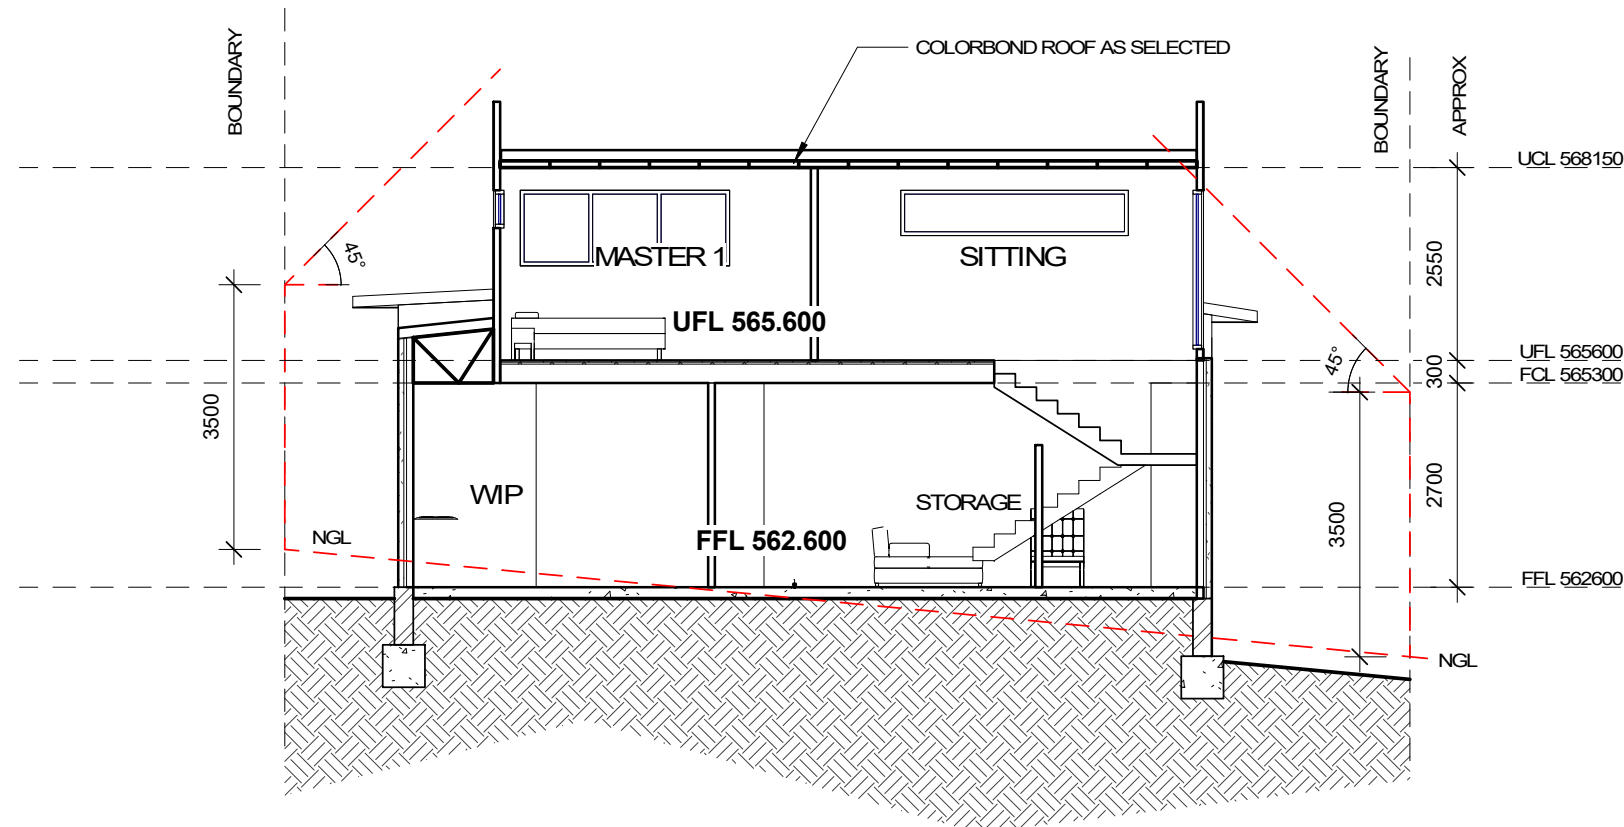 COLORBOND ROOF AS SELECTED
BOUNDARY
BOUNDARY
APPROX
UCL 568150
45°
MASTER 1
SITTING
2550
UFL 565.600
UFL 565600
45°
300
FCL 565300
3500
WIP
STORAGE
2700
3500
NGL
FFL 562.600
FFL 562600
NGL